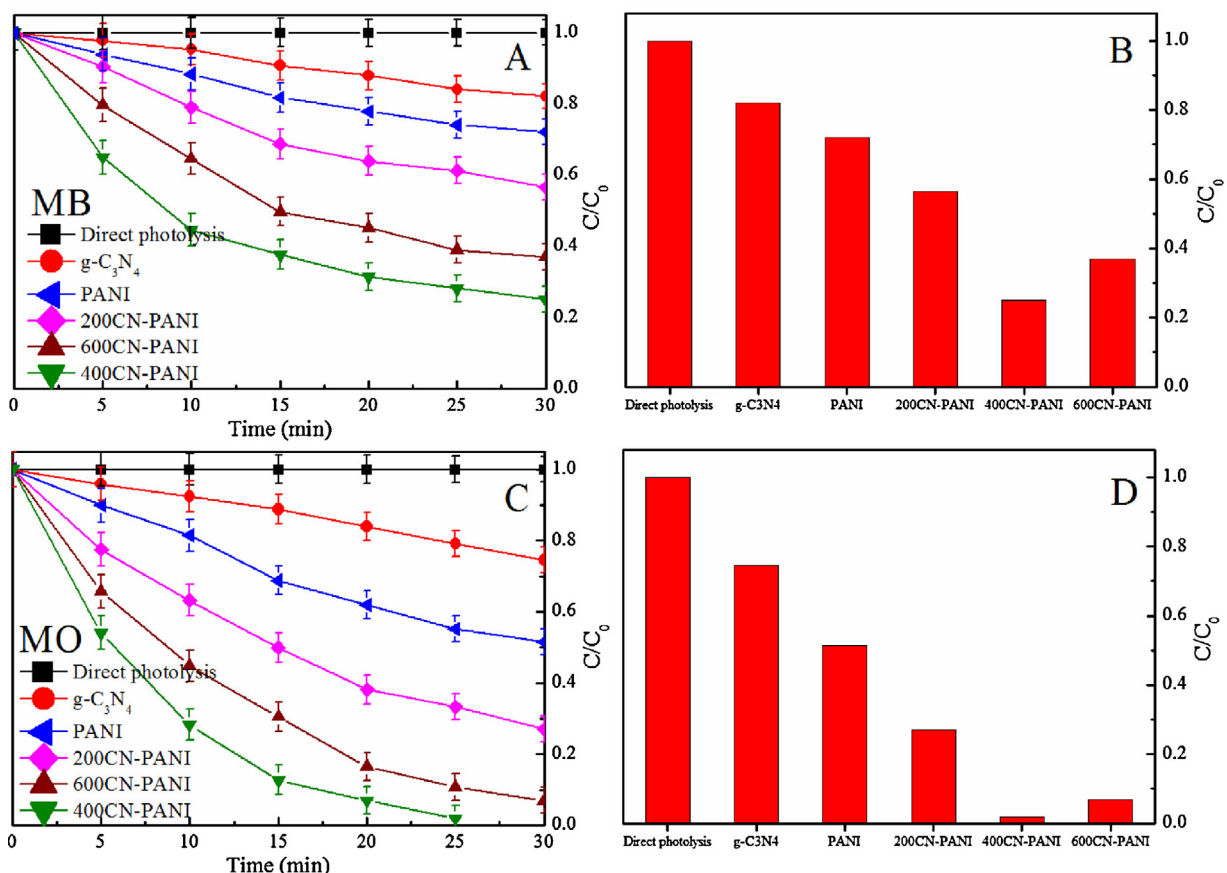 A
MB
Direct photolysis
g-C₃N₄
PANI
200CN-PANI
600CN-PANI
400CN-PANI
0 5 10 15 20 25 30
Time (min)
1.0
0.8
0.6
0.4
0.2
0.0
C/C₀
B
Direct photolysis g-C3N4 PANI 200CN-PANI 400CN-PANI 600CN-PANI
1.0
0.8
0.6
0.4
0.2
0.0
C/C₀
C
MO
Direct photolysis
g-C₃N₄
PANI
200CN-PANI
600CN-PANI
400CN-PANI
0 5 10 15 20 25 30
Time (min)
1.0
0.8
0.6
0.4
0.2
0.0
C/C₀
D
Direct photolysis g-C3N4 PANI 200CN-PANI 400CN-PANI 600CN-PANI
1.0
0.8
0.6
0.4
0.2
0.0
C/C₀